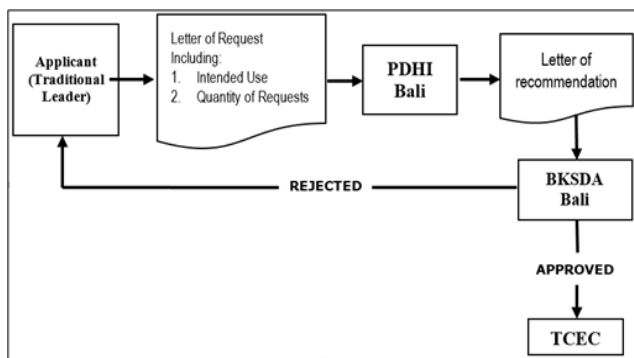 Applicant
(Traditional
Leader)
Letter of Request
Including:
1. Intended Use
2. Quantity of Requests
PDHI
Bali
Letter of
recommendation
BKSDA
Bali
REJECTED
APPROVED
TCEC